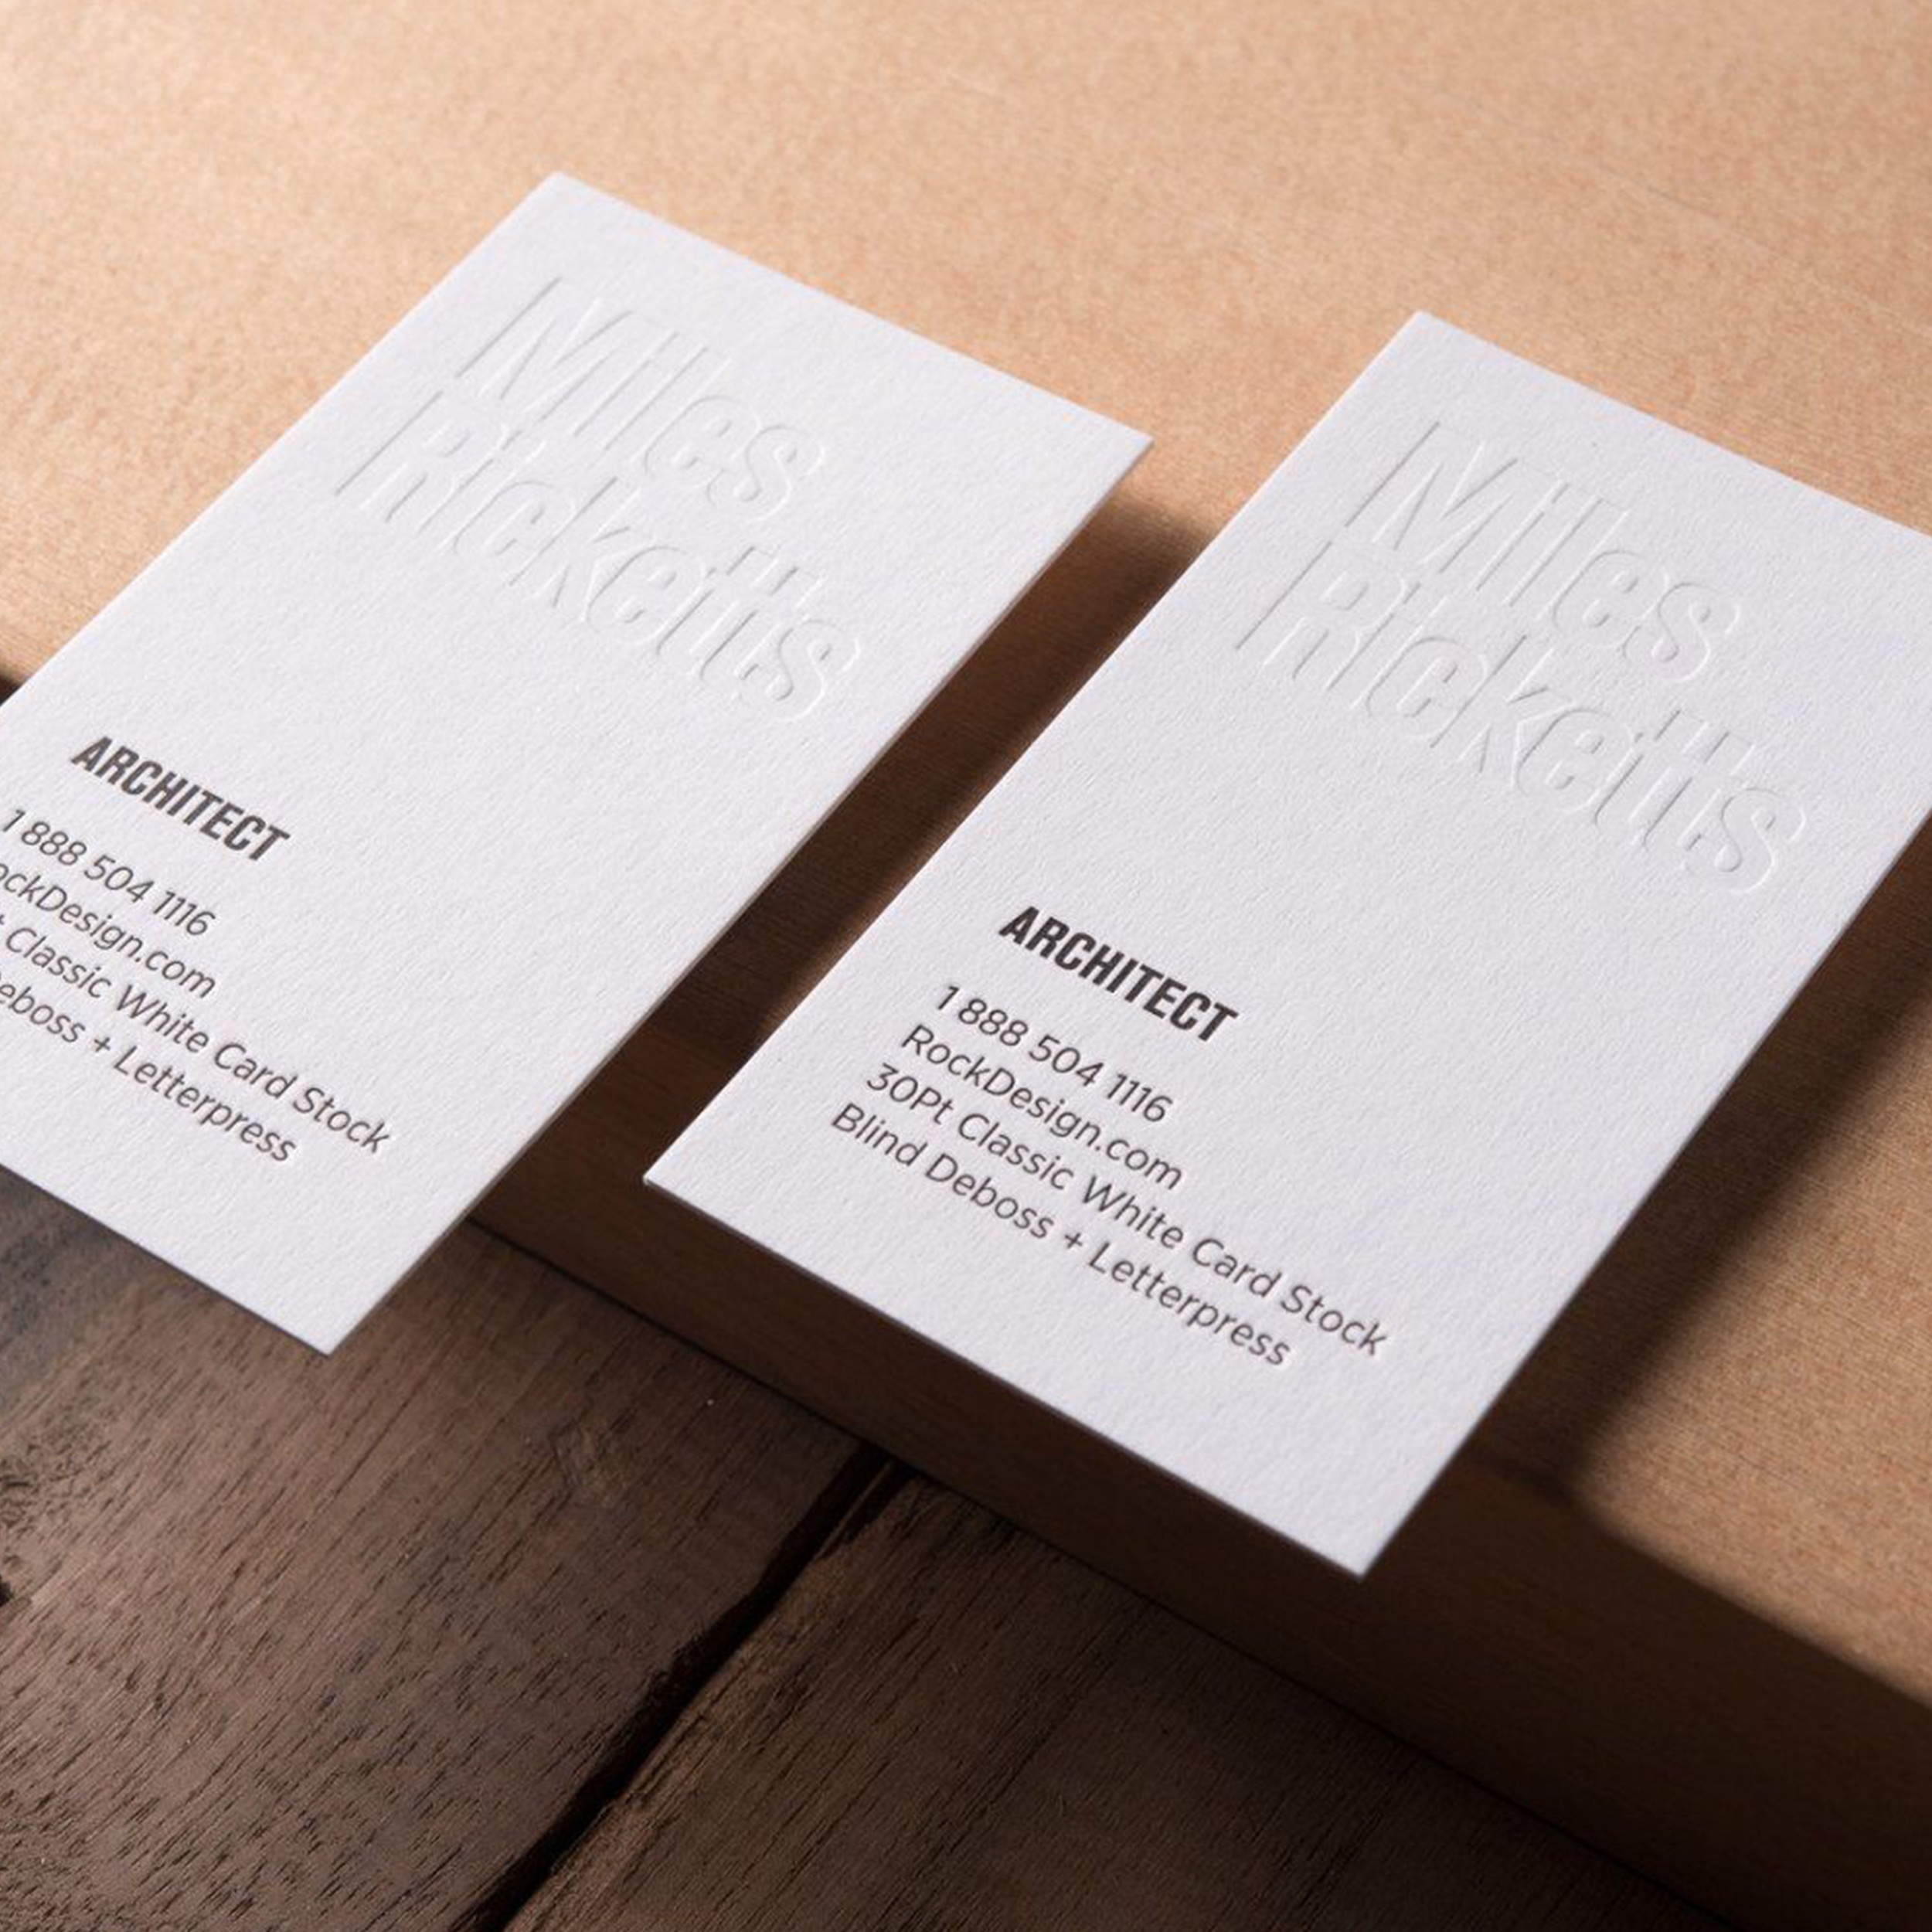 Miles
Ricketts
ARCHITECT
1 888 504 1116
ockDesign.com
t Classic White Card Stock
eboss + Letterpress
Miles
Ricketts
ARCHITECT
1 888 504 1116
RockDesign.com
30Pt Classic White Card Stock
Blind Deboss + Letterpress